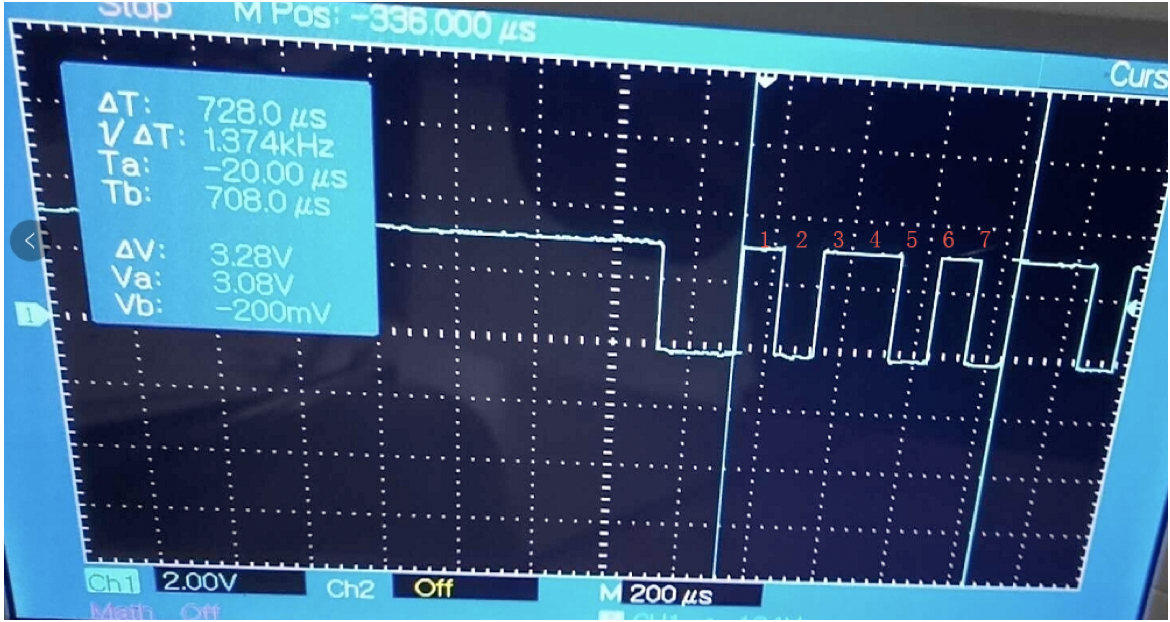 Stop M Pos: -336.000 μs
Curs
ΔT: 728.0 μs
1/ΔT: 1.374kHz
Ta: -20.00 μs
Tb: 708.0 μs
ΔV: 3.28V
Va: 3.08V
Vb: -200mV
1 2 3 4 5 6 7
1
Ch1 2.00V Ch2 Off M 200 μs
Math Off